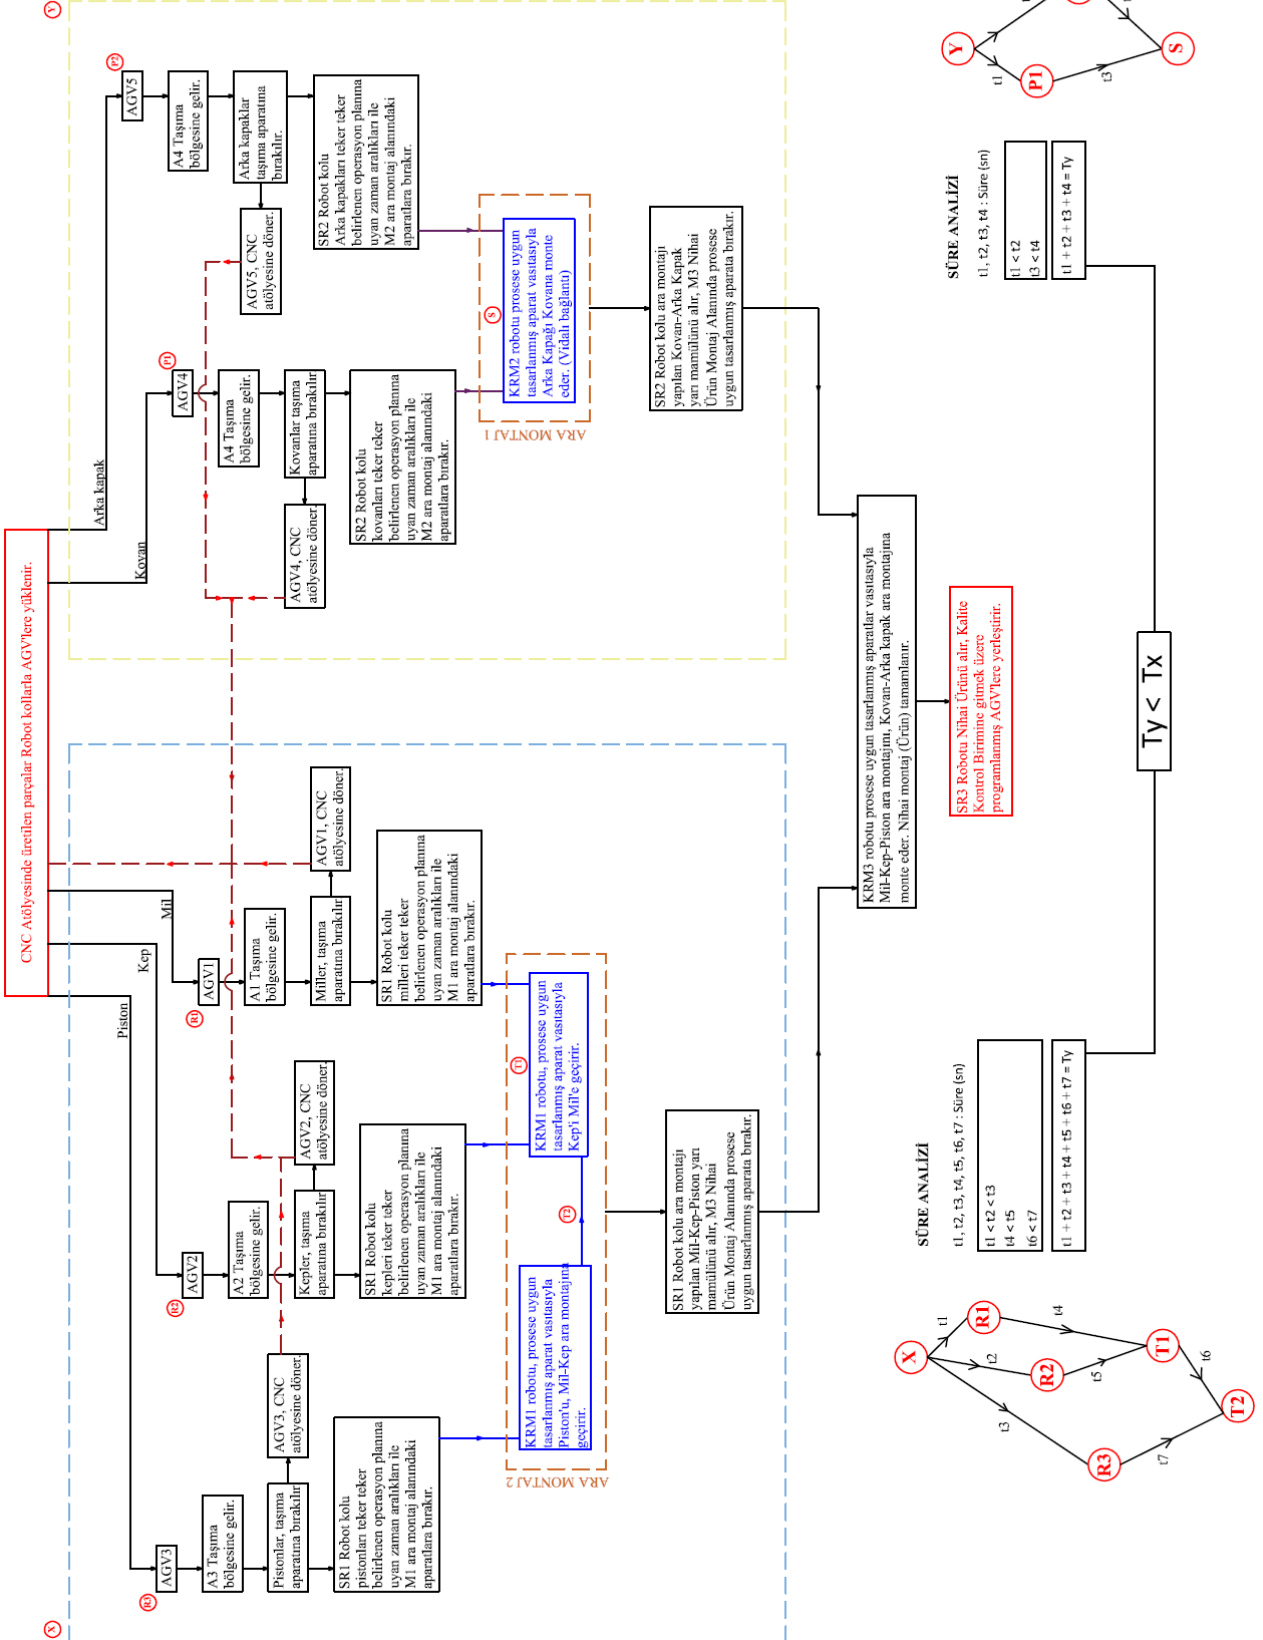 CNC Atölyesinde üretilen parçalar Robot kollarla AGV'lere yüklenir.
X
Y
Piston
Kep
Mil
Kovan
Arka kapak
R3
AGV3
A3 Taşıma
bölgesine gelir.
Pistonlar, taşıma
aparatına bırakılır
AGV3, CNC
atölyesine döner.
SR1 Robot kolu
pistonları teker teker
belirlenen operasyon planına
uyan zaman aralıkları ile
M1 ara montaj alanındaki
aparatlara bırakır.
R2
AGV2
A2 Taşıma
bölgesine gelir.
Kepler, taşıma
aparatına bırakılır
AGV2, CNC
atölyesine döner.
SR1 Robot kolu
kepleri teker teker
belirlenen operasyon planına
uyan zaman aralıkları ile
M1 ara montaj alanındaki
aparatlara bırakır.
R1
AGV1
A1 Taşıma
bölgesine gelir.
Miller, taşıma
aparatına bırakılır
AGV1, CNC
atölyesine döner.
SR1 Robot kolu
milleri teker teker
belirlenen operasyon planına
uyan zaman aralıkları ile
M1 ara montaj alanındaki
aparatlara bırakır.
P1
AGV4
A4 Taşıma
bölgesine gelir.
Kovanlar taşıma
aparatına bırakılır
AGV4, CNC
atölyesine döner.
SR2 Robot kolu
kovanları teker teker
belirlenen operasyon planına
uyan zaman aralıkları ile
M2 ara montaj alanındaki
aparatlara bırakır.
P2
AGV5
A4 Taşıma
bölgesine gelir.
Arka kapaklar
taşıma aparatına
bırakılır.
AGV5, CNC
atölyesine döner.
SR2 Robot kolu
Arka kapakları teker teker
belirlenen operasyon planına
uyan zaman aralıkları ile
M2 ara montaj alanındaki
aparatlara bırakır.
ARA MONTAJ 2
KRM1 robotu, prosese uygun
tasarlanmış aparat vasıtasıyla
Piston'u, Mil-Kep ara montajına
geçirir.
T2
T1
KRM1 robotu, prosese uygun
tasarlanmış aparat vasıtasıyla
Kep'i Mil'e geçirir.
ARA MONTAJ 1
S
KRM2 robotu prosese uygun
tasarlanmış aparat vasıtasıyla
Arka Kapağı Kovana monte
eder. (Vidalı bağlantı)
SR1 Robot kolu ara montajı
yapılan Mil-Kep-Piston yarı
mamülünü alır, M3 Nihai
Ürün Montaj Alanında prosese
uygun tasarlanmış aparata bırakır.
SR2 Robot kolu ara montajı
yapılan Kovan-Arka Kapak
yarı mamülünü alır, M3 Nihai
Ürün Montaj Alanında prosese
uygun tasarlanmış aparata bırakır.
KRM3 robotu prosese uygun tasarlanmış aparatlar vasıtasıyla
Mil-Kep-Piston ara montajını, Kovan-Arka kapak ara montajına
monte eder. Nihai montaj (Ürün) tamamlanır.
SR3 Robotu Nihai Ürünü alır, Kalite
Kontrol Birimine gitmek üzere
programlanmış AGV'lere yerleştirir.
X
R1
R2
R3
T1
T2
t1
t2
t3
t4
t5
t6
t7
SÜRE ANALİZİ
t1, t2, t3, t4, t5, t6, t7 : Süre (sn)
t1 < t2 < t3
t4 < t5
t6 < t7
t1 + t2 + t3 + t4 + t5 + t6 + t7 = Ty
Ty < Tx
SÜRE ANALİZİ
t1, t2, t3, t4 : Süre (sn)
t1 < t2
t3 < t4
t1 + t2 + t3 + t4 = Ty
Y
P1
S
t1
t3